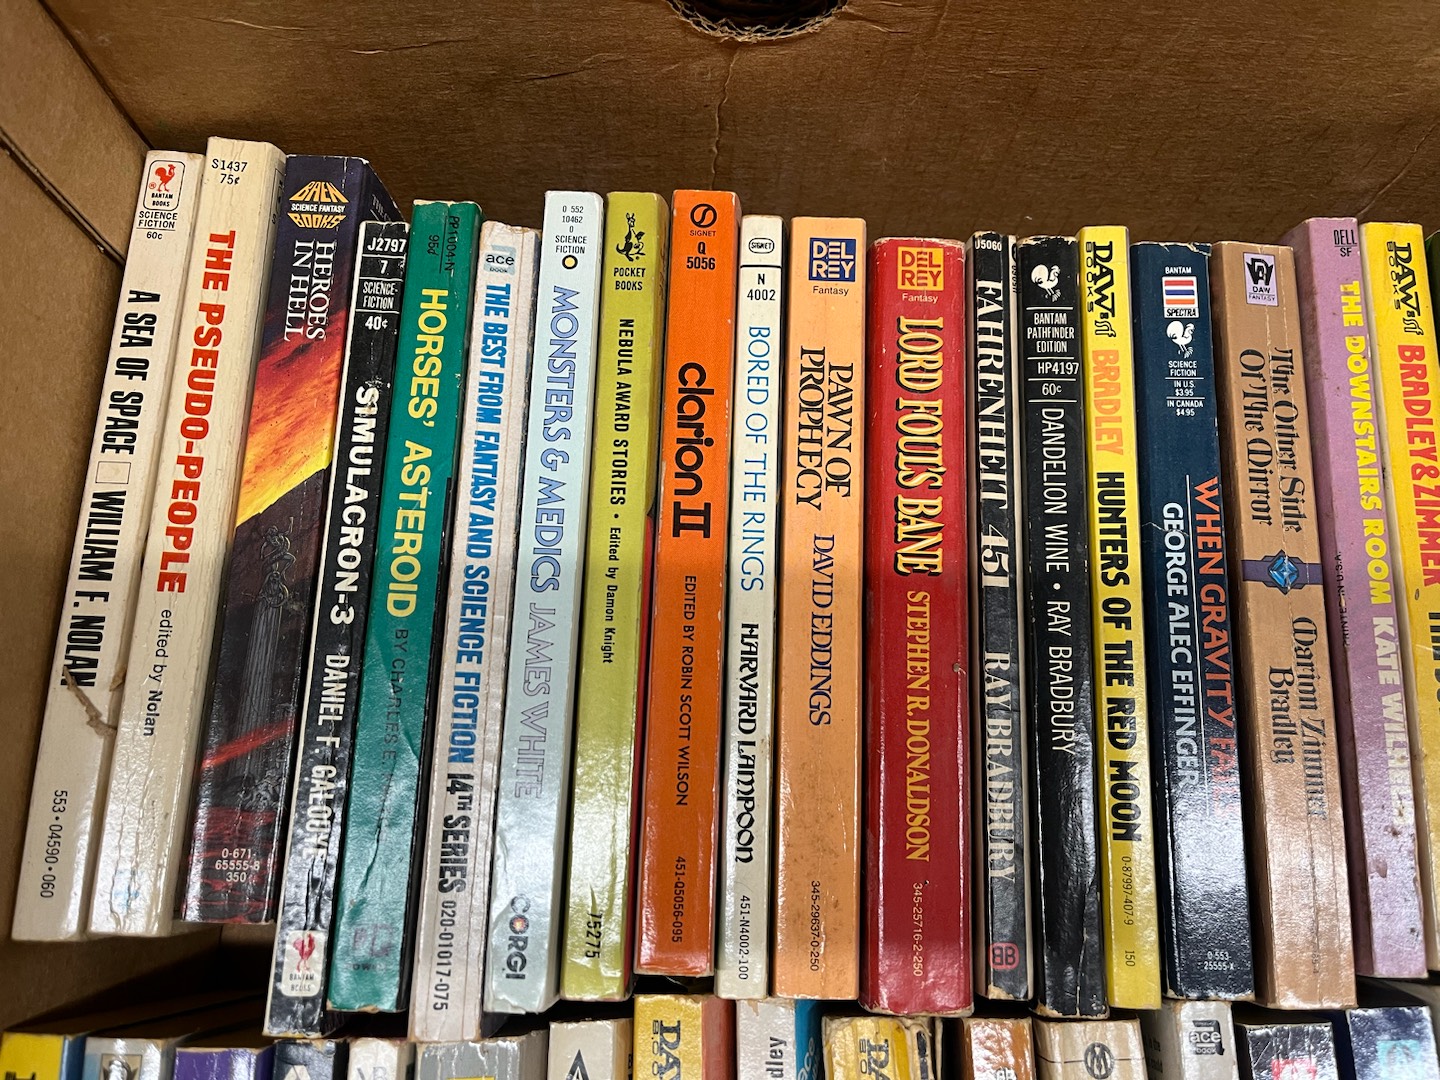 BANTAM
BOOKS
SCIENCE
FICTION
60c
A SEA OF SPACE
WILLIAM F. NOLAN
553•04590•060
S1437
75¢
THE PSEUDO-PEOPLE
edited by Nolan
BAEN
SCIENCE FANTASY
BOOKS
HEROES
IN HELL
0-671-
65555-8
350
J2797
7
SCIENCE-
FICTION
40¢
SIMULACRON-3
DANIEL F. GALOUYE
BANTAM
BOOKS
95¢
HORSES' ASTEROID
BY CHARLES E.
ace
BOOK
THE BEST FROM FANTASY AND SCIENCE FICTION
14TH SERIES
020-01017-075
0 552
10462
0
SCIENCE
FICTION
MONSTERS & MEDICS
JAMES WHITE
CORGI
POCKET
BOOKS
NEBULA AWARD STORIES • Edited by Damon Knight
75275
SIGNET
Q
5056
clarion II
EDITED BY ROBIN SCOTT WILSON
451-Q5056-095
SIGNET
N
4002
BORED OF THE RINGS
HARVARD LAMPOON
451-N4002-100
DEL
REY
Fantasy
PAWN OF
PROPHECY
DAVID EDDINGS
345-29637-0-250
DEL
REY
Fantasy
LORD FOUL'S BANE
STEPHEN R. DONALDSON
345-25716-2-250
U5060
FAHRENHEIT 451
RAY BRADBURY
BB
BANTAM
PATHFINDER
EDITION
HP4197
60c
DANDELION WINE • RAY BRADBURY
DAW
BOOKS
BRADLEY
HUNTERS OF THE RED MOON
0-87997-407-9
150
BANTAM
SPECTRA
SCIENCE
FICTION
IN U.S.
$3.95
IN CANADA
$4.95
WHEN GRAVITY FAILS
GEORGE ALEC EFFINGER
0-553
25555-X
DAW
FANTASY
The Other Side
Of The Mirror
Marion Zimmer
Bradley
DELL
SF
THE DOWNSTAIRS ROOM
KATE WILHELM
DAW
BOOKS
BRADLEY & ZIMMER
DAW
DAW
ace
BOOK